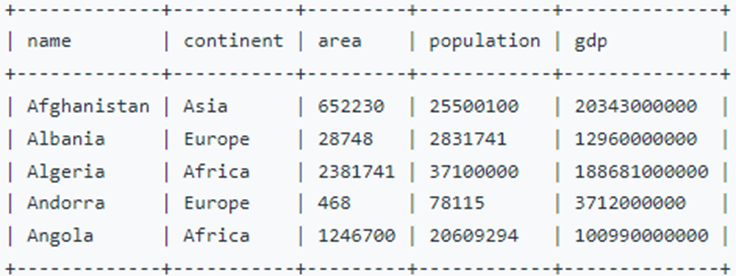 +-------------+-----------+---------+------------+--------------+
| name        | continent | area    | population | gdp          |
+-------------+-----------+---------+------------+--------------+
| Afghanistan | Asia      | 652230  | 25500100   | 20343000000  |
| Albania     | Europe    | 28748   | 2831741    | 12960000000  |
| Algeria     | Africa    | 2381741 | 37100000   | 188681000000 |
| Andorra     | Europe    | 468     | 78115      | 3712000000   |
| Angola      | Africa    | 1246700 | 20609294   | 100990000000 |
+-------------+-----------+---------+------------+--------------+